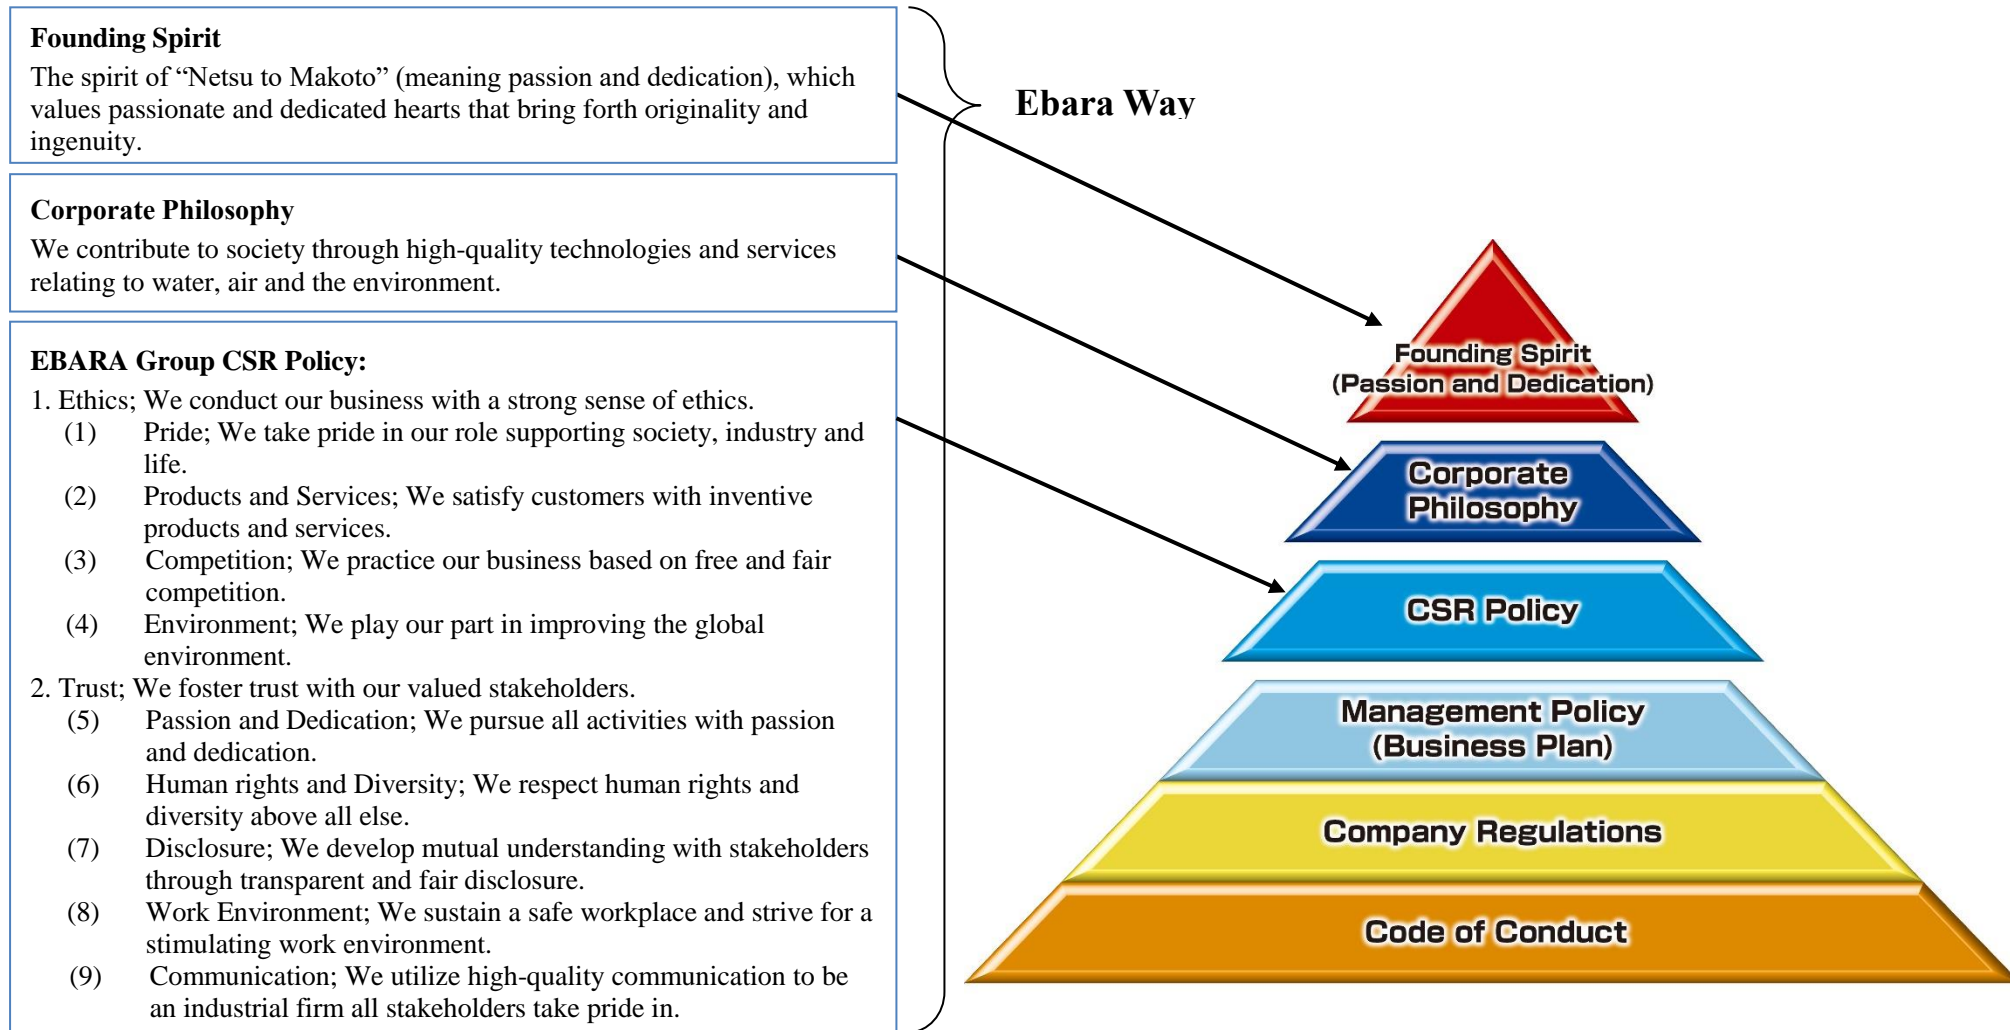 Founding Spirit
The spirit of “Netsu to Makoto” (meaning passion and dedication), which
values passionate and dedicated hearts that bring forth originality and
ingenuity.
Corporate Philosophy
We contribute to society through high-quality technologies and services
relating to water, air and the environment.
EBARA Group CSR Policy:
1. Ethics; We conduct our business with a strong sense of ethics.
(1) Pride; We take pride in our role supporting society, industry and
life.
(2) Products and Services; We satisfy customers with inventive
products and services.
(3) Competition; We practice our business based on free and fair
competition.
(4) Environment; We play our part in improving the global
environment.
2. Trust; We foster trust with our valued stakeholders.
(5) Passion and Dedication; We pursue all activities with passion
and dedication.
(6) Human rights and Diversity; We respect human rights and
diversity above all else.
(7) Disclosure; We develop mutual understanding with stakeholders
through transparent and fair disclosure.
(8) Work Environment; We sustain a safe workplace and strive for a
stimulating work environment.
(9) Communication; We utilize high-quality communication to be
an industrial firm all stakeholders take pride in.
Ebara Way
Founding Spirit
(Passion and Dedication)
Corporate
Philosophy
CSR Policy
Management Policy
(Business Plan)
Company Regulations
Code of Conduct